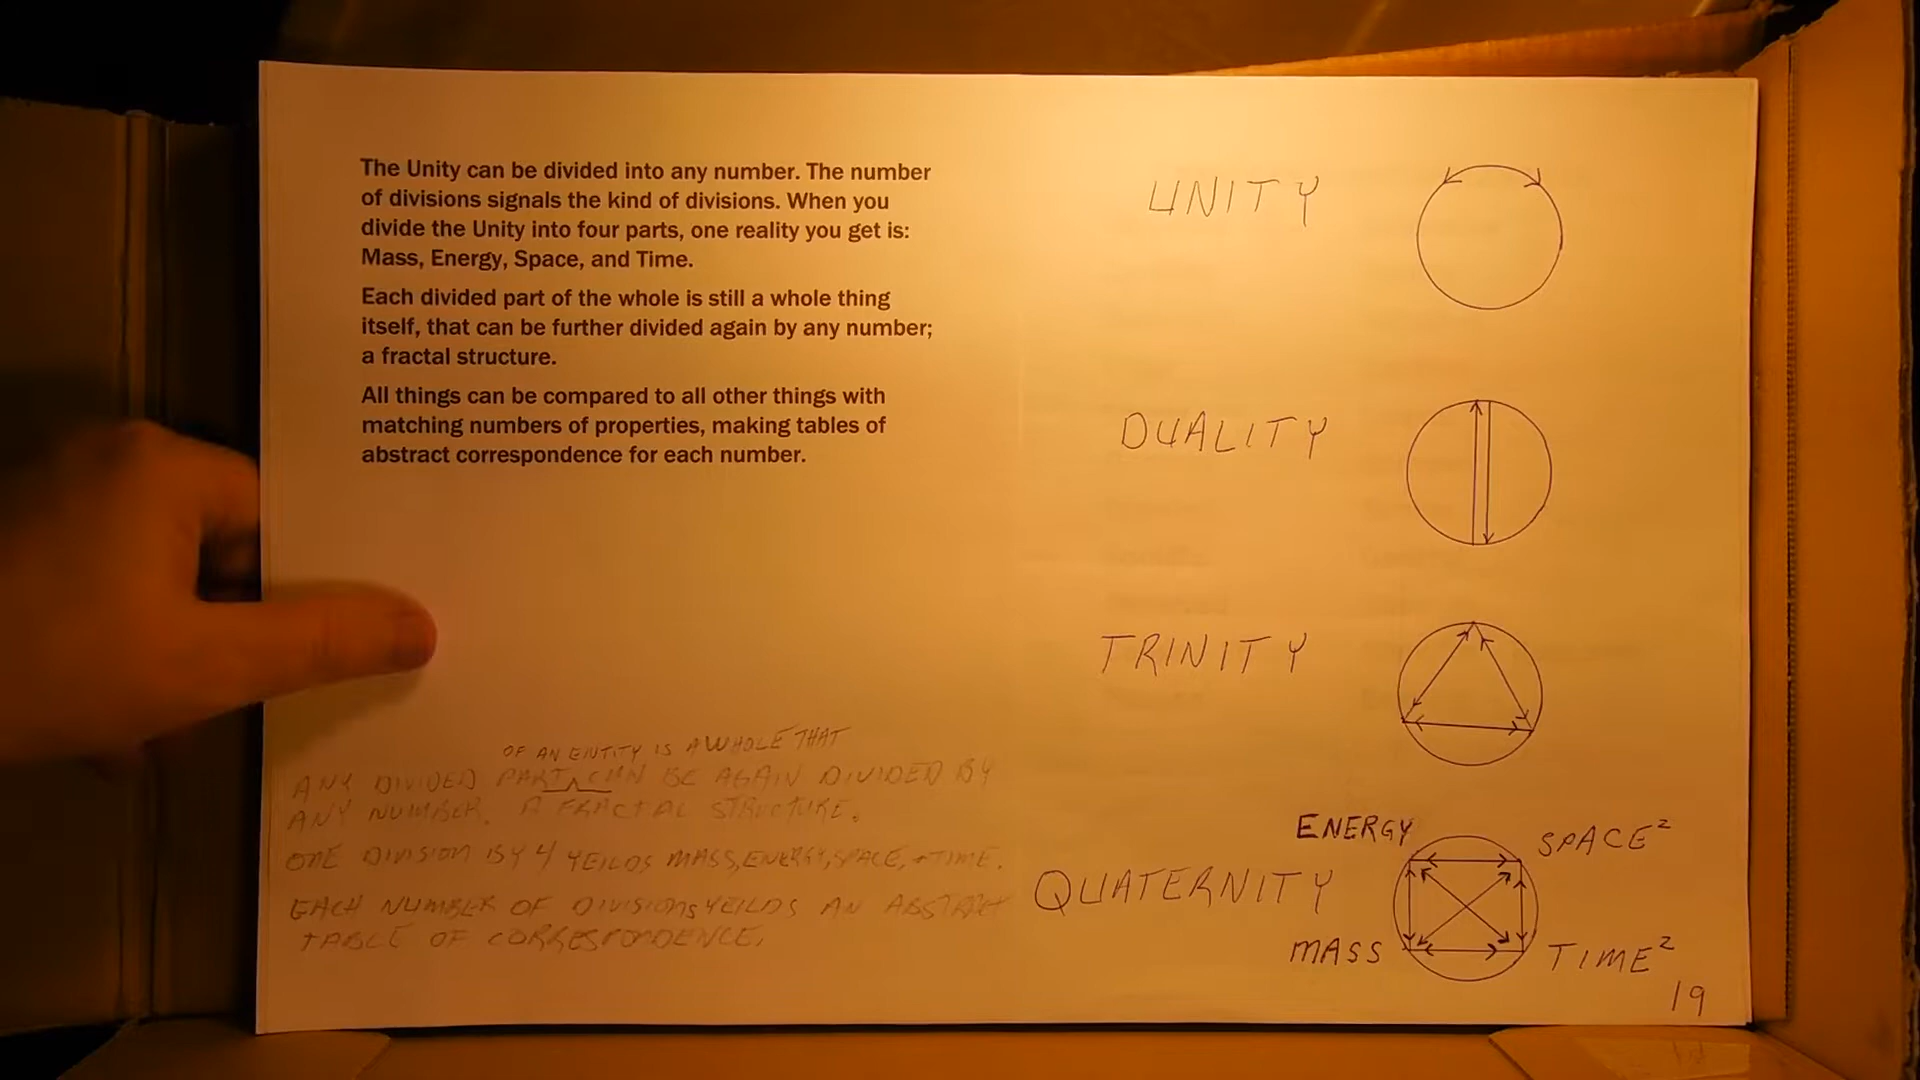 The Unity can be divided into any number. The number
of divisions signals the kind of divisions. When you
divide the Unity into four parts, one reality you get is:
Mass, Energy, Space, and Time.
Each divided part of the whole is still a whole thing
itself, that can be further divided again by any number;
a fractal structure.
All things can be compared to all other things with
matching numbers of properties, making tables of
abstract correspondence for each number.
OF AN ENTITY IS A WHOLE THAT
ANY DIVIDED PART CAN BE AGAIN DIVIDED BY
ANY NUMBER. A FRACTAL STRUCTURE.
ONE DIVISION BY 4 YEILDS MASS, ENERGY, SPACE, + TIME.
EACH NUMBER OF DIVISIONS YEILDS AN ABSTRACT
TABLE OF CORRESPONDENCE.
UNITY
DUALITY
TRINITY
ENERGY
SPACE²
QUATERNITY
MASS
TIME²
19